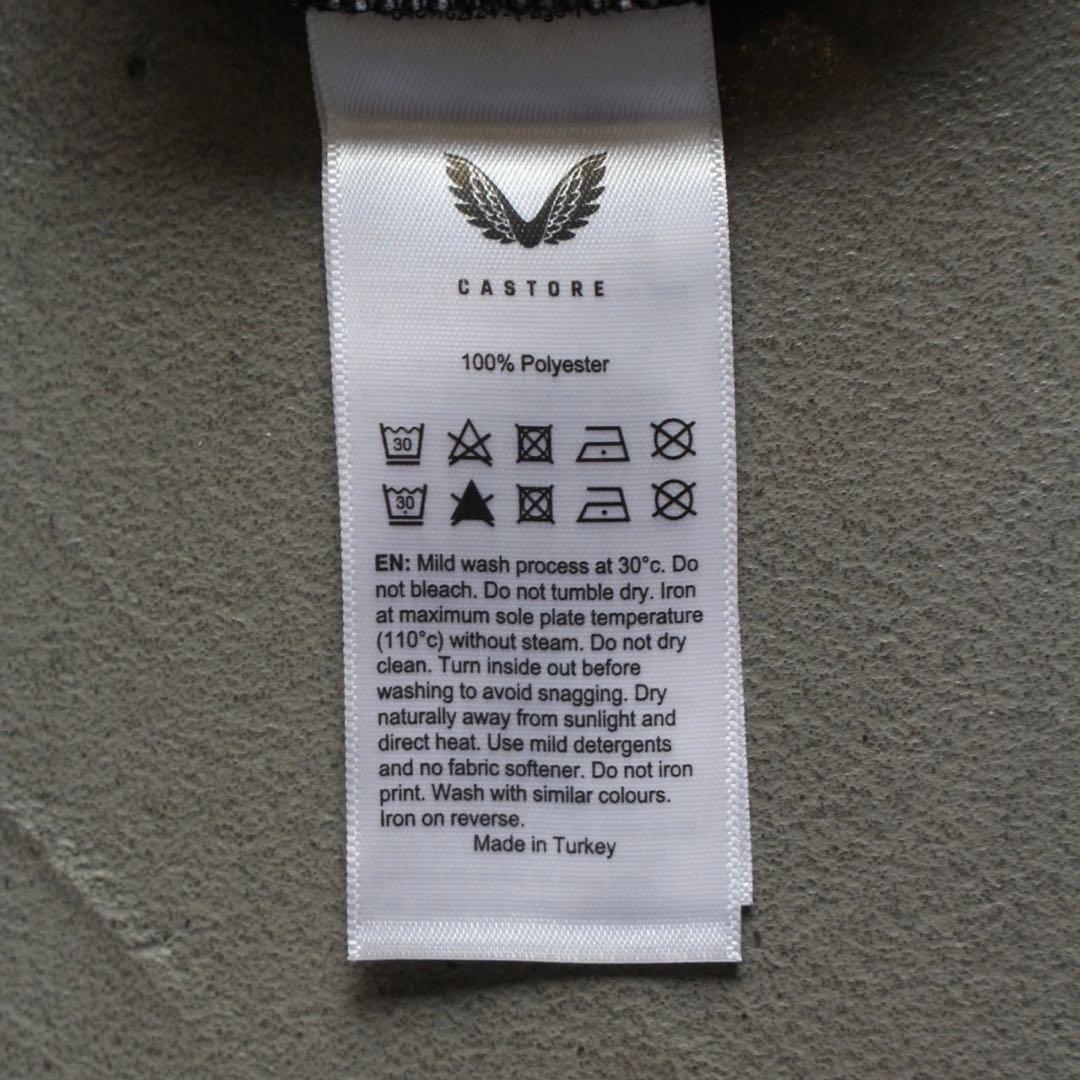 CASTORE
100% Polyester
30
30
EN: Mild wash process at 30°c. Do
not bleach. Do not tumble dry. Iron
at maximum sole plate temperature
(110°c) without steam. Do not dry
clean. Turn inside out before
washing to avoid snagging. Dry
naturally away from sunlight and
direct heat. Use mild detergents
and no fabric softener. Do not iron
print. Wash with similar colours.
Iron on reverse.
Made in Turkey